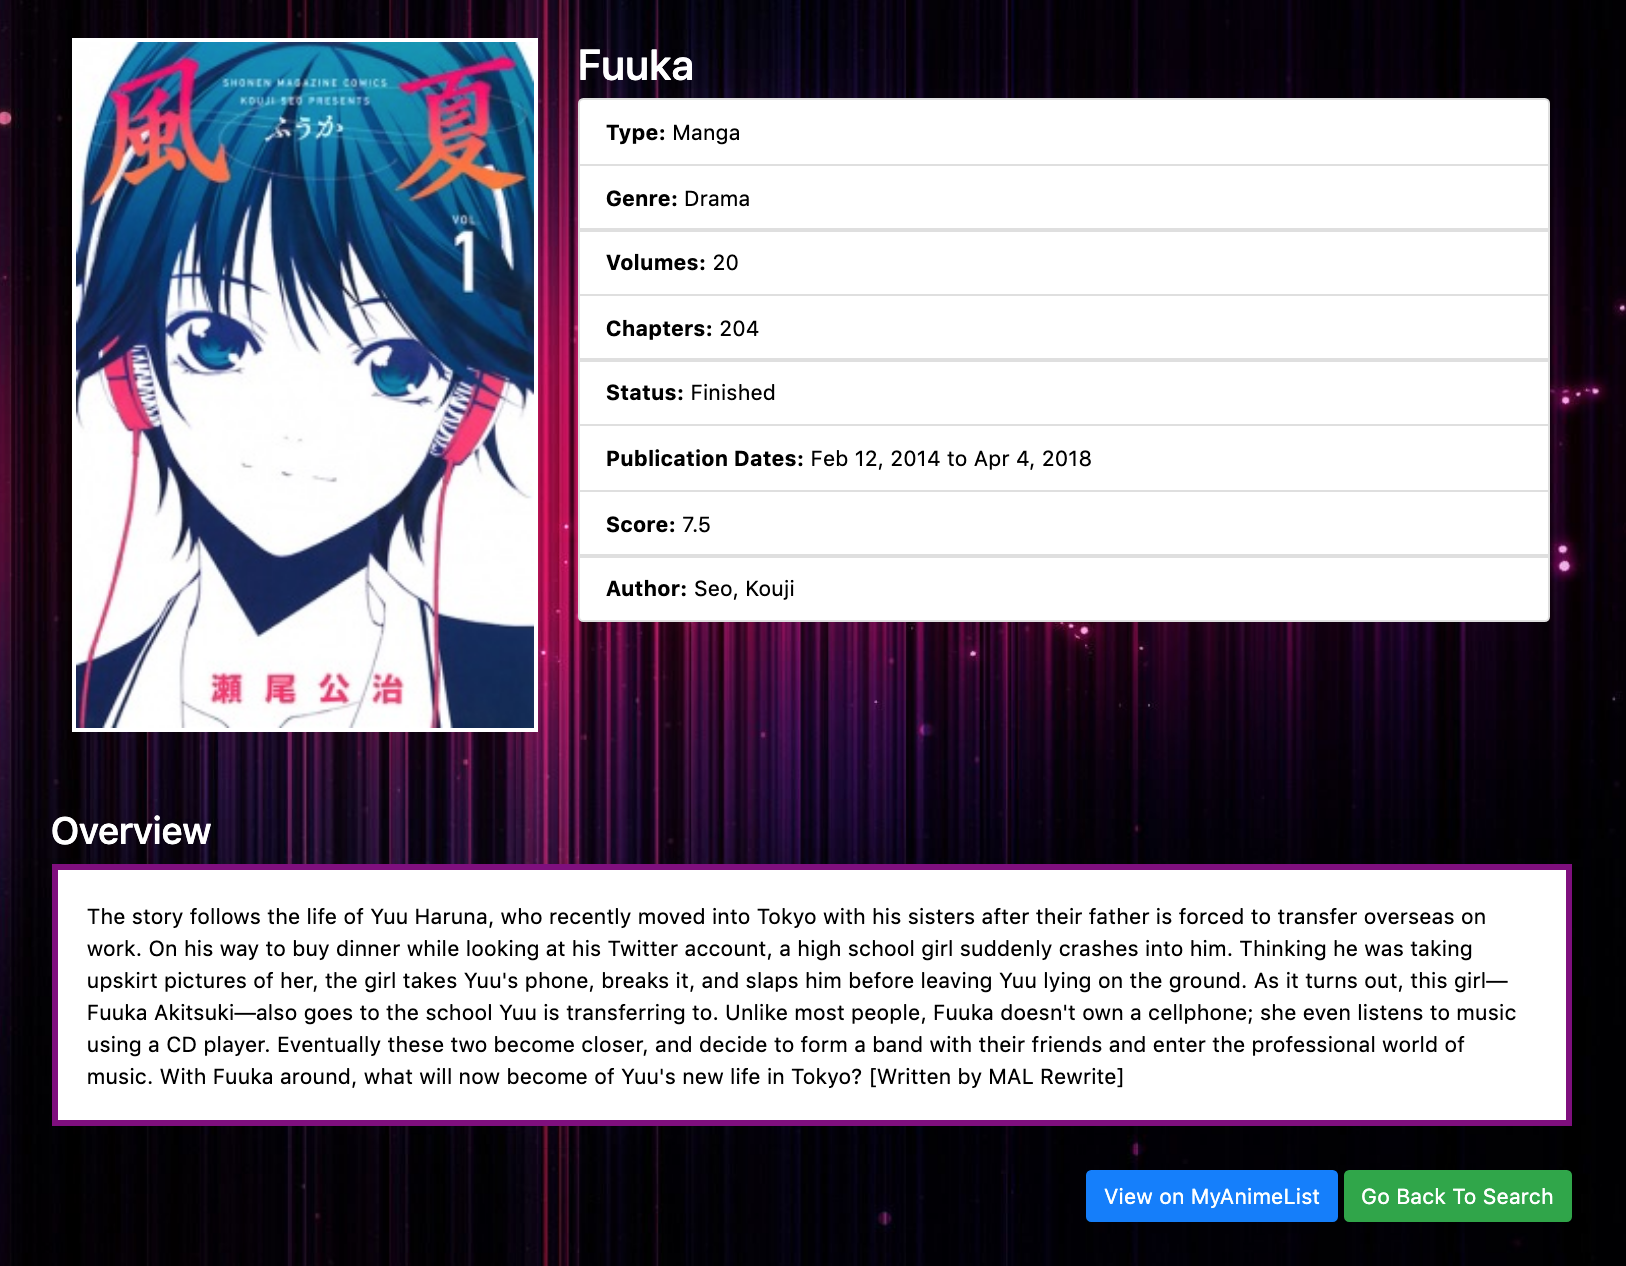 風夏
SHONEN MAGAZINE COMICS
KOUJI SEO PRESENTS
ふうか
VOL.
1
瀬尾公治
Fuuka
Type: Manga
Genre: Drama
Volumes: 20
Chapters: 204
Status: Finished
Publication Dates: Feb 12, 2014 to Apr 4, 2018
Score: 7.5
Author: Seo, Kouji
Overview
The story follows the life of Yuu Haruna, who recently moved into Tokyo with his sisters after their father is forced to transfer overseas on
work. On his way to buy dinner while looking at his Twitter account, a high school girl suddenly crashes into him. Thinking he was taking
upskirt pictures of her, the girl takes Yuu's phone, breaks it, and slaps him before leaving Yuu lying on the ground. As it turns out, this girl—
Fuuka Akitsuki—also goes to the school Yuu is transferring to. Unlike most people, Fuuka doesn't own a cellphone; she even listens to music
using a CD player. Eventually these two become closer, and decide to form a band with their friends and enter the professional world of
music. With Fuuka around, what will now become of Yuu's new life in Tokyo? [Written by MAL Rewrite]
View on MyAnimeList
Go Back To Search